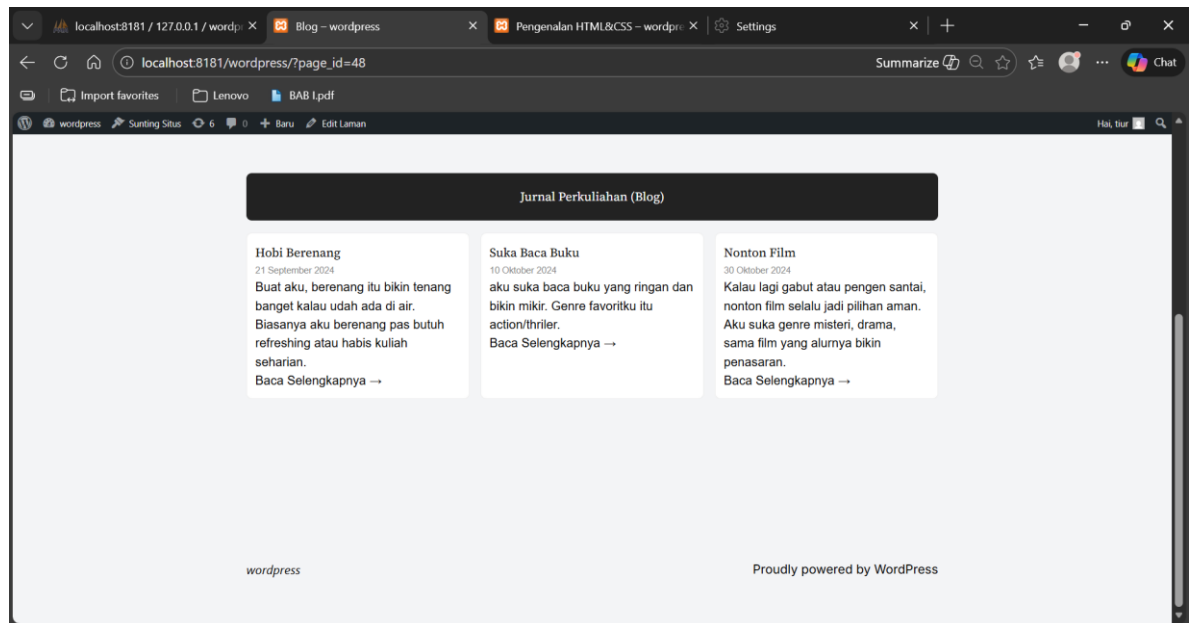 localhost:8181 / 127.0.0.1 / wordp
Blog – wordpress
Pengenalan HTML&CSS – wordpre
Settings
localhost:8181/wordpress/?page_id=48
Summarize
Chat
Import favorites
Lenovo
BAB I.pdf
wordpress
Sunting Situs
6
0
Baru
Edit Laman
Hai, tiur
Jurnal Perkuliahan (Blog)
Hobi Berenang
21 September 2024
Buat aku, berenang itu bikin tenang
banget kalau udah ada di air.
Biasanya aku berenang pas butuh
refreshing atau habis kuliah
seharian.
Baca Selengkapnya →
Suka Baca Buku
10 Oktober 2024
aku suka baca buku yang ringan dan
bikin mikir. Genre favoritku itu
action/thriler.
Baca Selengkapnya →
Nonton Film
30 Oktober 2024
Kalau lagi gabut atau pengen santai,
nonton film selalu jadi pilihan aman.
Aku suka genre misteri, drama,
sama film yang alurnya bikin
penasaran.
Baca Selengkapnya →
wordpress
Proudly powered by WordPress